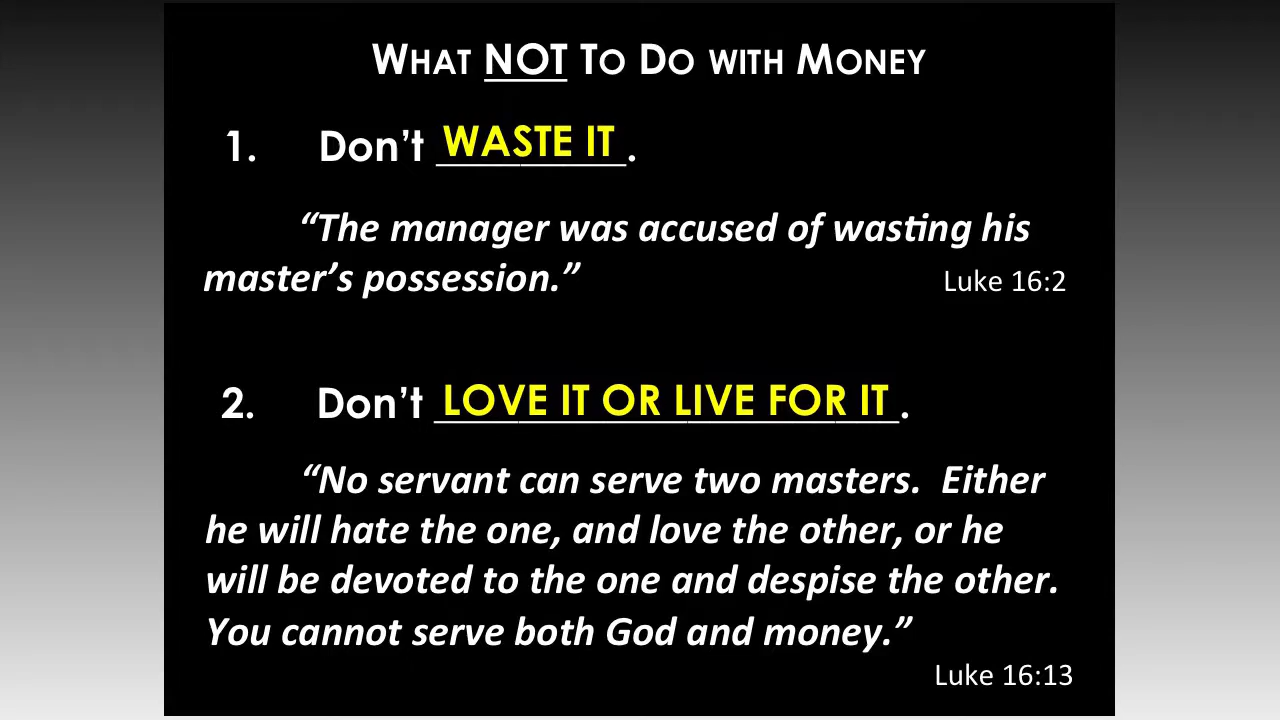 WHAT NOT TO DO WITH MONEY
1. Don’t WASTE IT.
“The manager was accused of wasting his
master’s possession.” Luke 16:2
2. Don’t LOVE IT OR LIVE FOR IT.
“No servant can serve two masters. Either
he will hate the one, and love the other, or he
will be devoted to the one and despise the other.
You cannot serve both God and money.”
Luke 16:13